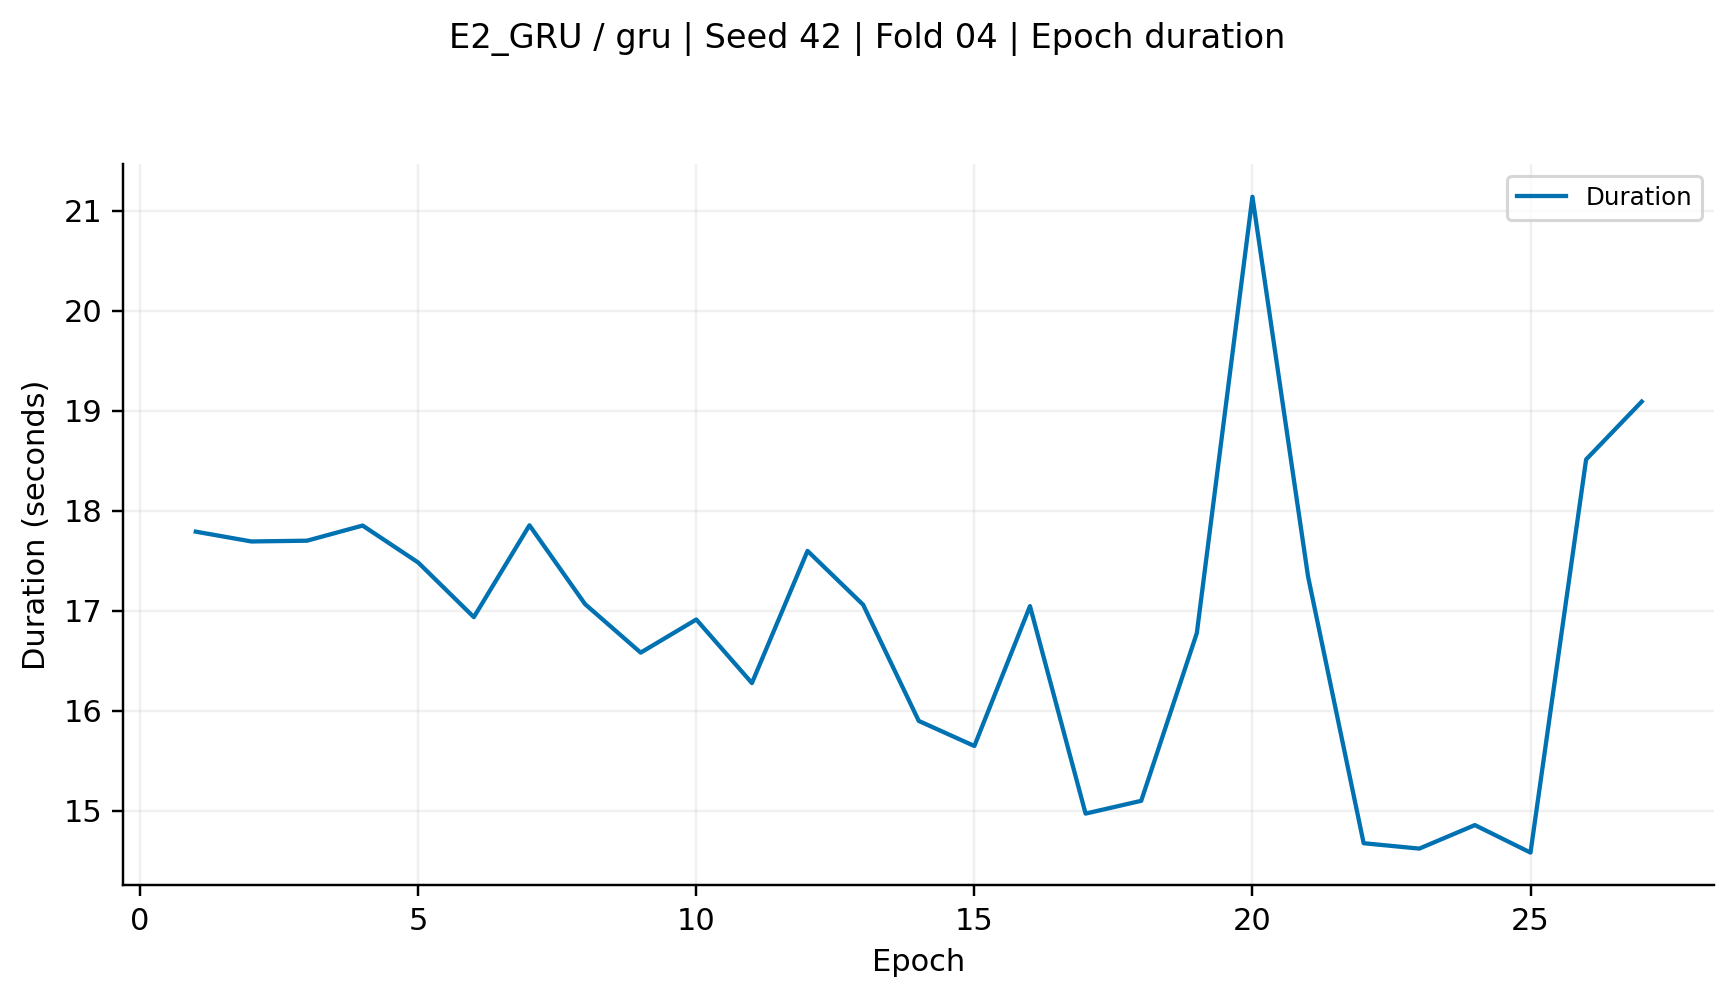 E2_GRU / gru | Seed 42 | Fold 04 | Epoch duration
Duration
Duration (seconds)
21
20
19
18
17
16
15
0 5 10 15 20 25
Epoch